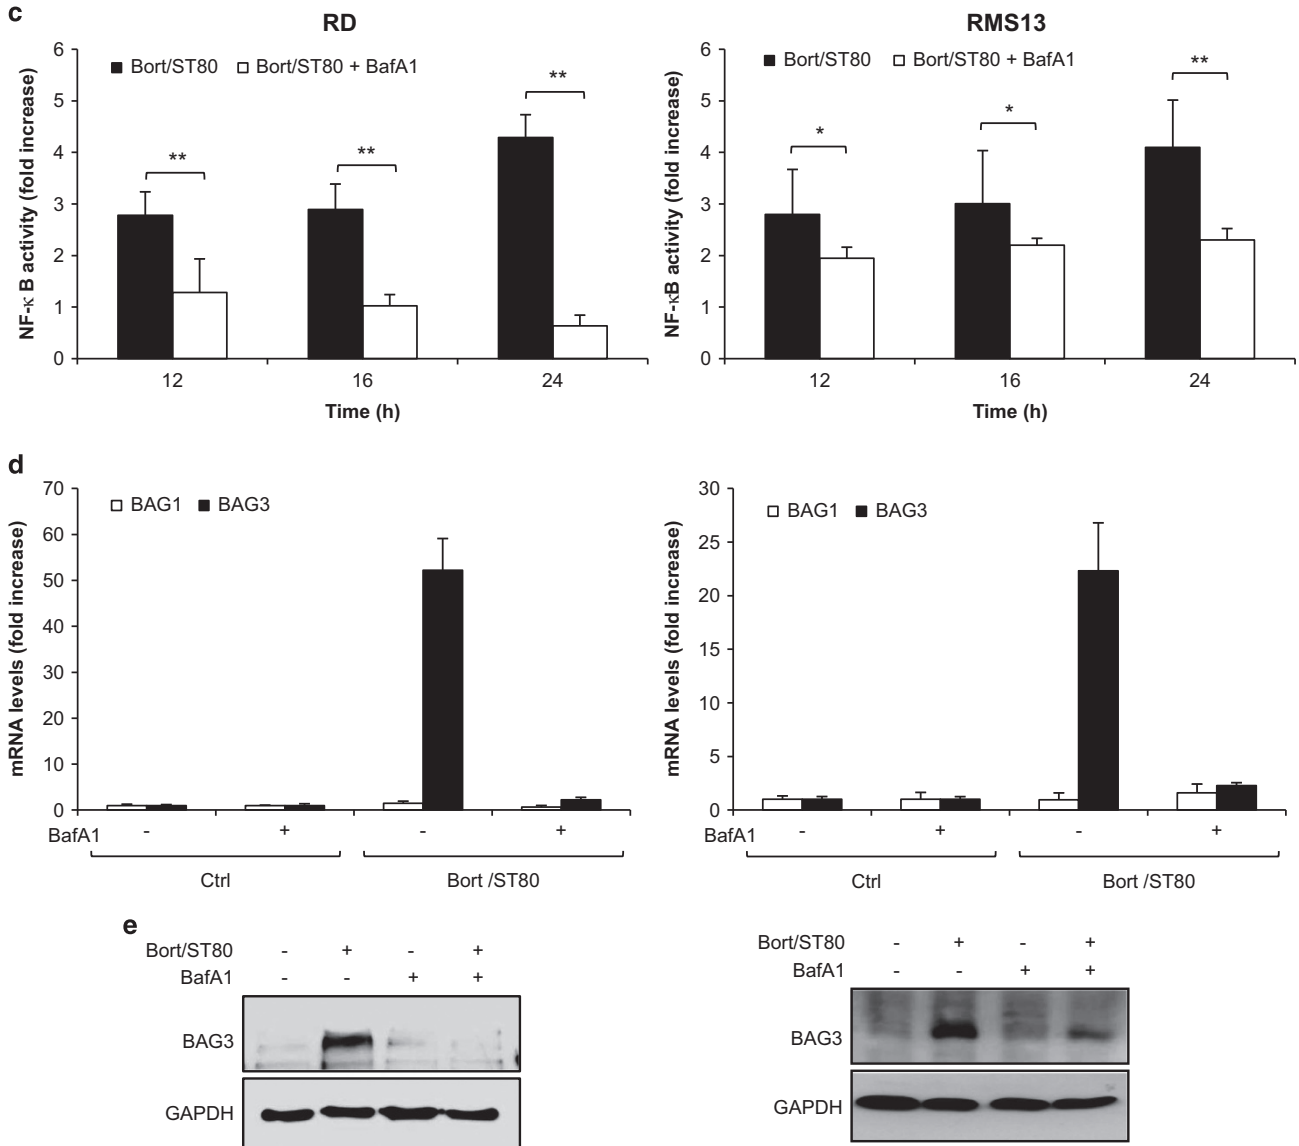 c
RD
RMS13
NF-κ B activity (fold increase)
6
5
4
3
2
1
0
Bort/ST80
Bort/ST80 + BafA1
**
**
**
12
16
24
Time (h)
NF-κB activity (fold increase)
6
5
4
3
2
1
0
Bort/ST80
Bort/ST80 + BafA1
*
*
**
12
16
24
Time (h)
d
mRNA levels (fold increase)
70
60
50
40
30
20
10
0
BAG1
BAG3
BafA1
-
+
-
+
Ctrl
Bort /ST80
mRNA levels (fold increase)
30
25
20
15
10
5
0
BAG1
BAG3
BafA1
-
+
-
+
Ctrl
Bort /ST80
e
Bort/ST80 - + - +
BafA1 - - + +
BAG3
GAPDH
Bort/ST80 - + - +
BafA1 - - + +
BAG3
GAPDH